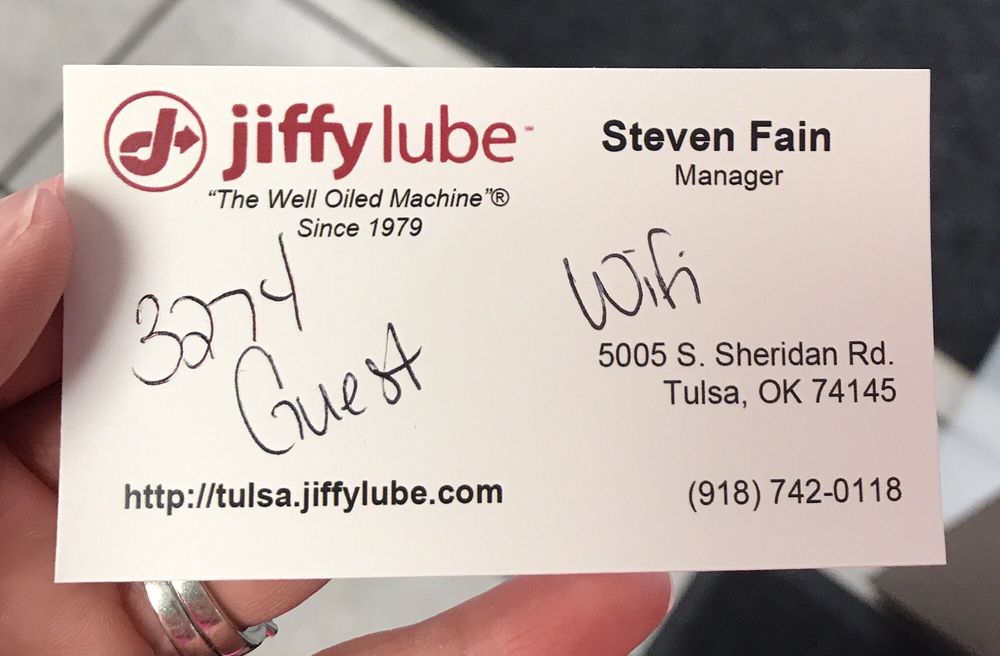 jiffy lube™
“The Well Oiled Machine”®
Since 1979
Steven Fain
Manager
3274
Guest
Wifi
5005 S. Sheridan Rd.
Tulsa, OK 74145
http://tulsa.jiffylube.com
(918) 742-0118